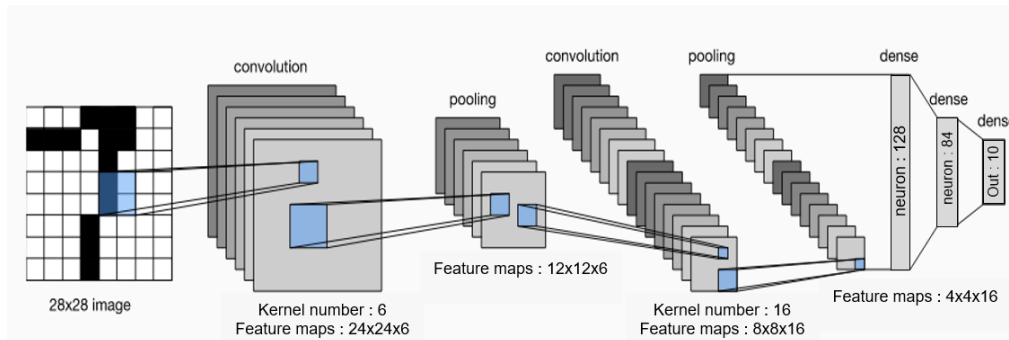 convolution
pooling
convolution
pooling
dense
dense
dens
28x28 image
Kernel number : 6
Feature maps : 24x24x6
Feature maps : 12x12x6
Kernel number : 16
Feature maps : 8x8x16
Feature maps : 4x4x16
neuron : 128
neuron : 84
Out : 10